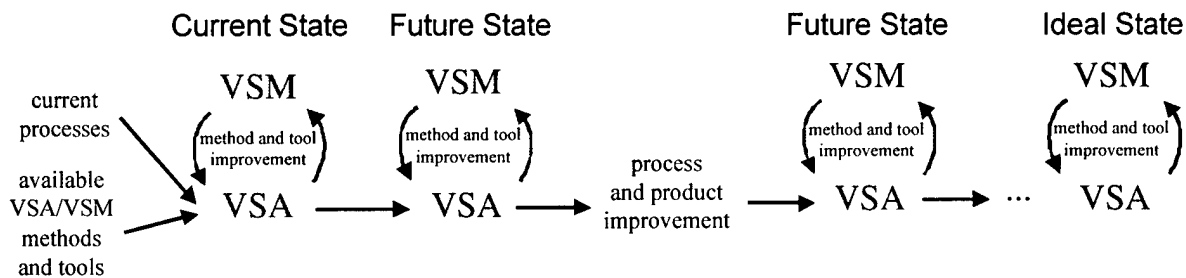 Current State
Future State
Future State
Ideal State
VSM
VSM
VSM
VSM
current
processes
method and tool
improvement
method and tool
improvement
method and tool
improvement
method and tool
improvement
available
VSA/VSM
methods
and tools
VSA
VSA
process
and product
improvement
VSA
...
VSA